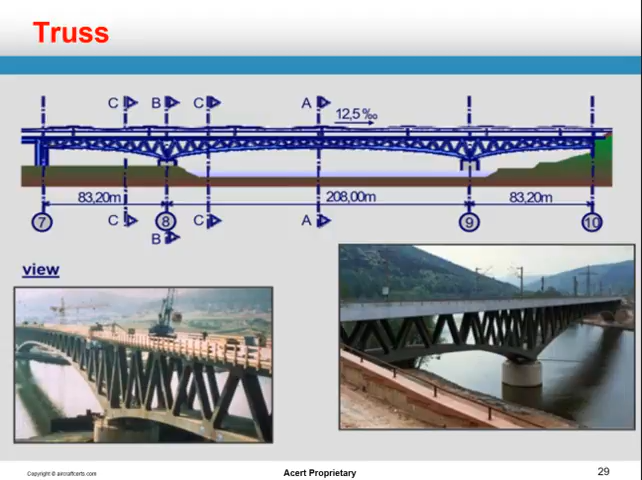 Truss
C B C A
12,5 ‰
83,20m 208,00m 83,20m
7 C 8 C A 9 10
B
view
Copyright © aircraftcerts.com
Acert Proprietary
29